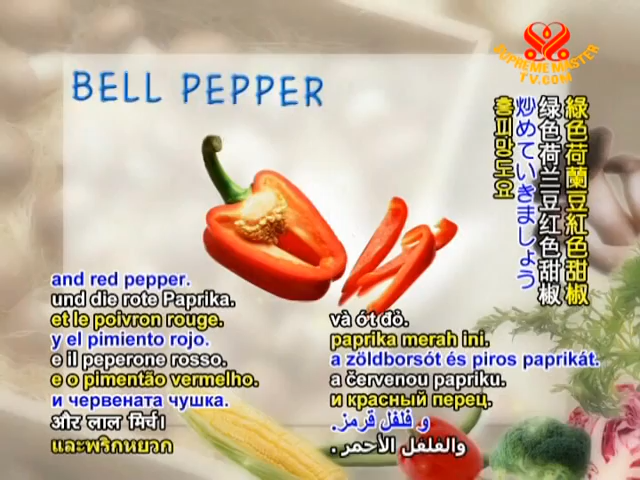 SUPREME MASTER
TV.COM
BELL PEPPER
綠色荷蘭豆紅色甜椒
绿色荷兰豆红色甜椒
炒めていきましょう
홍피망도요
and red pepper.
und die rote Paprika.
et le poivron rouge.
y el pimiento rojo.
e il peperone rosso.
e o pimentão vermelho.
и червената чушка.
और लाल मिर्च।
และพริกหยวก
và ớt đỏ.
paprika merah ini.
a zöldborsót és piros paprikát.
a červenou papriku.
и красный перец.
و فلفل قرمز.
والفلفل الأحمر .